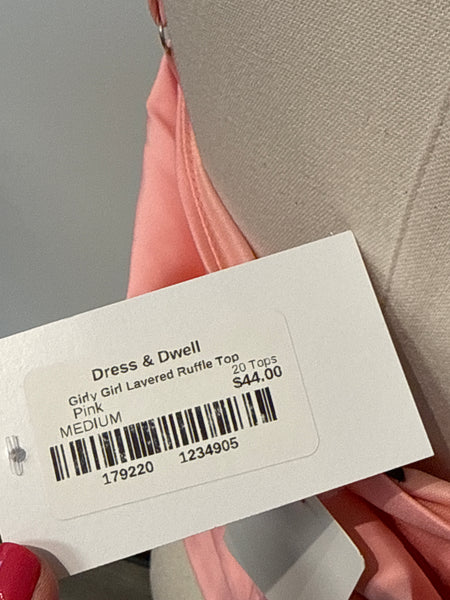 Dress & Dwell
Girly Girl Layered Ruffle Top
Pink 20 Tops
MEDIUM $44.00
179220 1234905